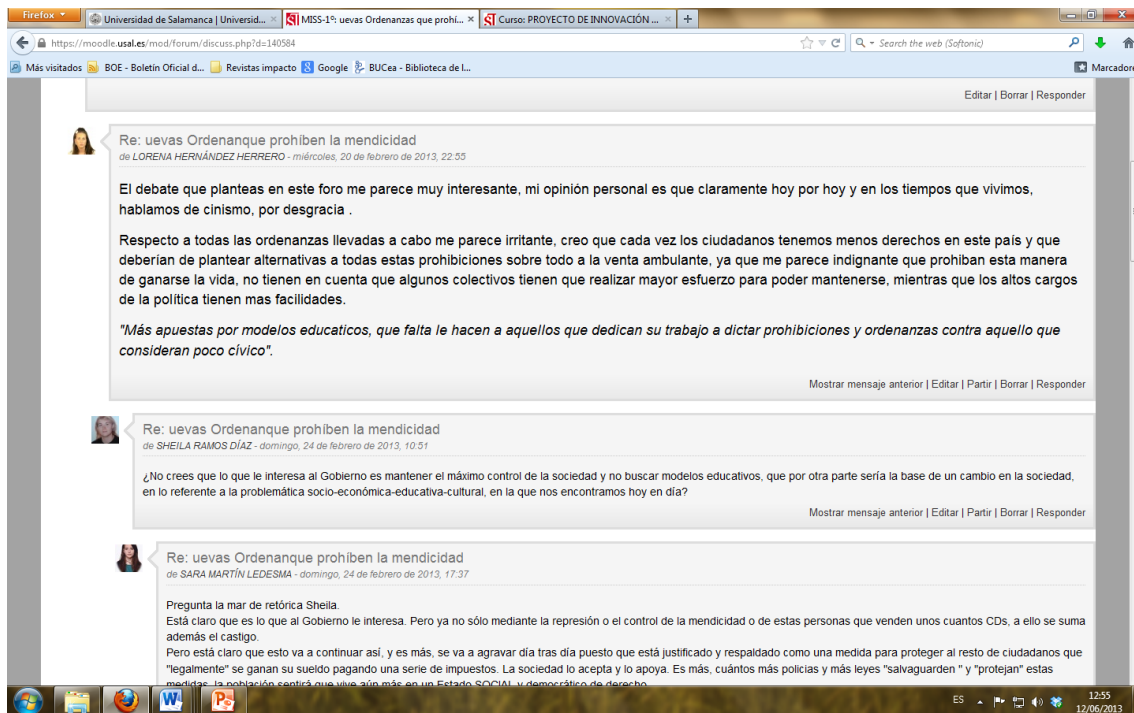 Firefox
Universidad de Salamanca | Universid...
MISS-1º: uevas Ordenanzas que prohí...
Curso: PROYECTO DE INNOVACIÓN ...
https://moodle.usal.es/mod/forum/discuss.php?d=140584
Search the web (Softonic)
Más visitados
BOE - Boletín Oficial d...
Revistas impacto
Google
BUCea - Biblioteca de l...
Marcadore
Editar | Borrar | Responder
Re: uevas Ordenanque prohíben la mendicidad
de LORENA HERNÁNDEZ HERRERO - miércoles, 20 de febrero de 2013, 22:55
El debate que planteas en este foro me parece muy interesante, mi opinión personal es que claramente hoy por hoy y en los tiempos que vivimos,
hablamos de cinismo, por desgracia .
Respecto a todas las ordenanzas llevadas a cabo me parece irritante, creo que cada vez los ciudadanos tenemos menos derechos en este país y que
deberían de plantear alternativas a todas estas prohibiciones sobre todo a la venta ambulante, ya que me parece indignante que prohiban esta manera
de ganarse la vida, no tienen en cuenta que algunos colectivos tienen que realizar mayor esfuerzo para poder mantenerse, mientras que los altos cargos
de la política tienen mas facilidades.
"Más apuestas por modelos educaticos, que falta le hacen a aquellos que dedican su trabajo a dictar prohibiciones y ordenanzas contra aquello que
consideran poco cívico".
Mostrar mensaje anterior | Editar | Partir | Borrar | Responder
Re: uevas Ordenanque prohíben la mendicidad
de SHEILA RAMOS DÍAZ - domingo, 24 de febrero de 2013, 10:51
¿No crees que lo que le interesa al Gobierno es mantener el máximo control de la sociedad y no buscar modelos educativos, que por otra parte sería la base de un cambio en la sociedad,
en lo referente a la problemática socio-económica-educativa-cultural, en la que nos encontramos hoy en día?
Mostrar mensaje anterior | Editar | Partir | Borrar | Responder
Re: uevas Ordenanque prohíben la mendicidad
de SARA MARTÍN LEDESMA - domingo, 24 de febrero de 2013, 17:37
Pregunta la mar de retórica Sheila.
Está claro que es lo que al Gobierno le interesa. Pero ya no sólo mediante la represión o el control de la mendicidad o de estas personas que venden unos cuantos CDs, a ello se suma
además el castigo.
Pero está claro que esto va a continuar así, y es más, se va a agravar día tras día puesto que está justificado y respaldado como una medida para proteger al resto de ciudadanos que
"legalmente" se ganan su sueldo pagando una serie de impuestos. La sociedad lo acepta y lo apoya. Es más, cuántos más policias y más leyes "salvaguarden " y "protejan" estas
medidas, la población sentirá que vive aún más en un Estado SOCIAL y democrático de derecho.
ES
12:55
12/06/2013